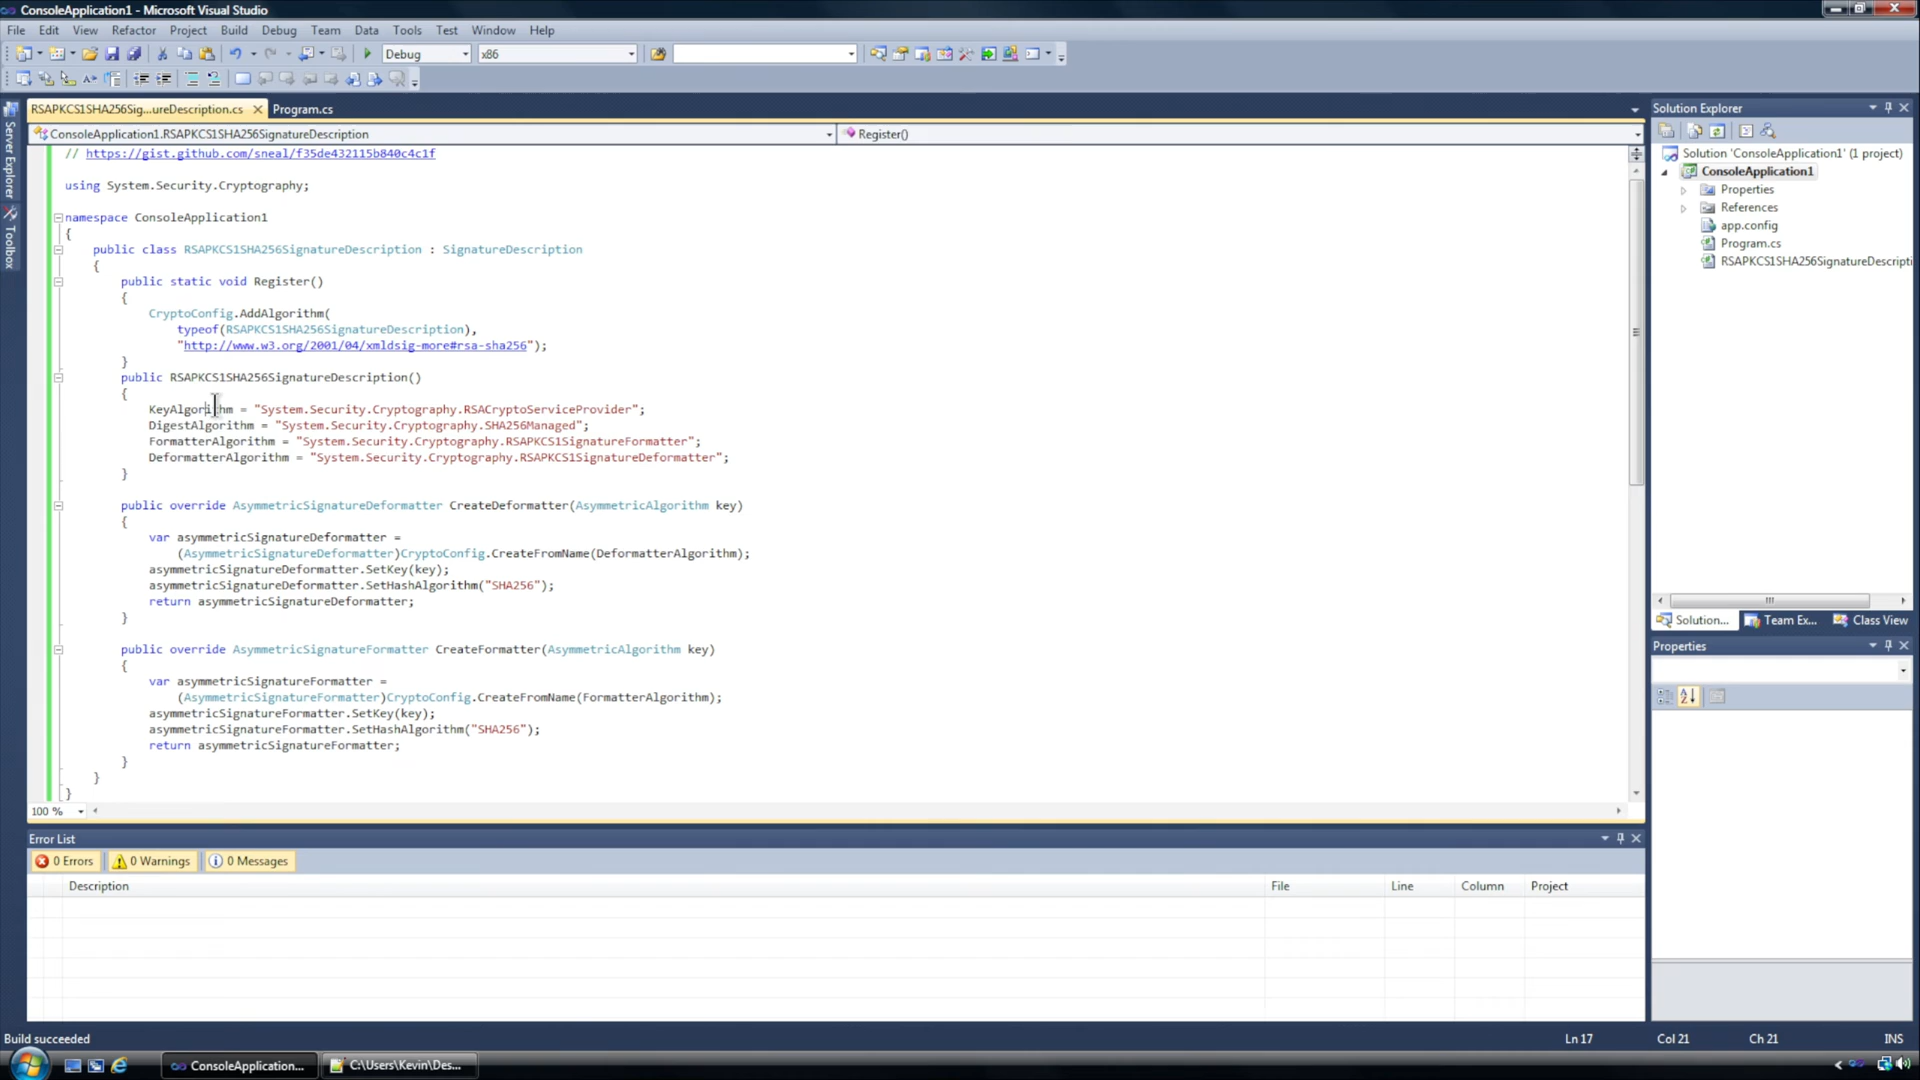 ConsoleApplication1 - Microsoft Visual Studio
File Edit View Refactor Project Build Debug Team Data Tools Test Window Help
Debug x86
RSAPKCS1SHA256Sig...ureDescription.cs Program.cs
ConsoleApplication1.RSAPKCS1SHA256SignatureDescription Register()
Server Explorer
Toolbox
// https://gist.github.com/sneal/f35de432115b840c4c1f
using System.Security.Cryptography;
namespace ConsoleApplication1
{
public class RSAPKCS1SHA256SignatureDescription : SignatureDescription
{
public static void Register()
{
CryptoConfig.AddAlgorithm(
typeof(RSAPKCS1SHA256SignatureDescription),
"http://www.w3.org/2001/04/xmldsig-more#rsa-sha256");
}
public RSAPKCS1SHA256SignatureDescription()
{
KeyAlgorithm = "System.Security.Cryptography.RSACryptoServiceProvider";
DigestAlgorithm = "System.Security.Cryptography.SHA256Managed";
FormatterAlgorithm = "System.Security.Cryptography.RSAPKCS1SignatureFormatter";
DeformatterAlgorithm = "System.Security.Cryptography.RSAPKCS1SignatureDeformatter";
}
public override AsymmetricSignatureDeformatter CreateDeformatter(AsymmetricAlgorithm key)
{
var asymmetricSignatureDeformatter =
(AsymmetricSignatureDeformatter)CryptoConfig.CreateFromName(DeformatterAlgorithm);
asymmetricSignatureDeformatter.SetKey(key);
asymmetricSignatureDeformatter.SetHashAlgorithm("SHA256");
return asymmetricSignatureDeformatter;
}
public override AsymmetricSignatureFormatter CreateFormatter(AsymmetricAlgorithm key)
{
var asymmetricSignatureFormatter =
(AsymmetricSignatureFormatter)CryptoConfig.CreateFromName(FormatterAlgorithm);
asymmetricSignatureFormatter.SetKey(key);
asymmetricSignatureFormatter.SetHashAlgorithm("SHA256");
return asymmetricSignatureFormatter;
}
}
}
100 %
Solution Explorer
Solution 'ConsoleApplication1' (1 project)
ConsoleApplication1
Properties
References
app.config
Program.cs
RSAPKCS1SHA256SignatureDescripti
Solution... Team Ex... Class View
Properties
Error List
0 Errors 0 Warnings 0 Messages
Description File Line Column Project
Build succeeded Ln 17 Col 21 Ch 21 INS
ConsoleApplication... C:\Users\Kevin\Des...